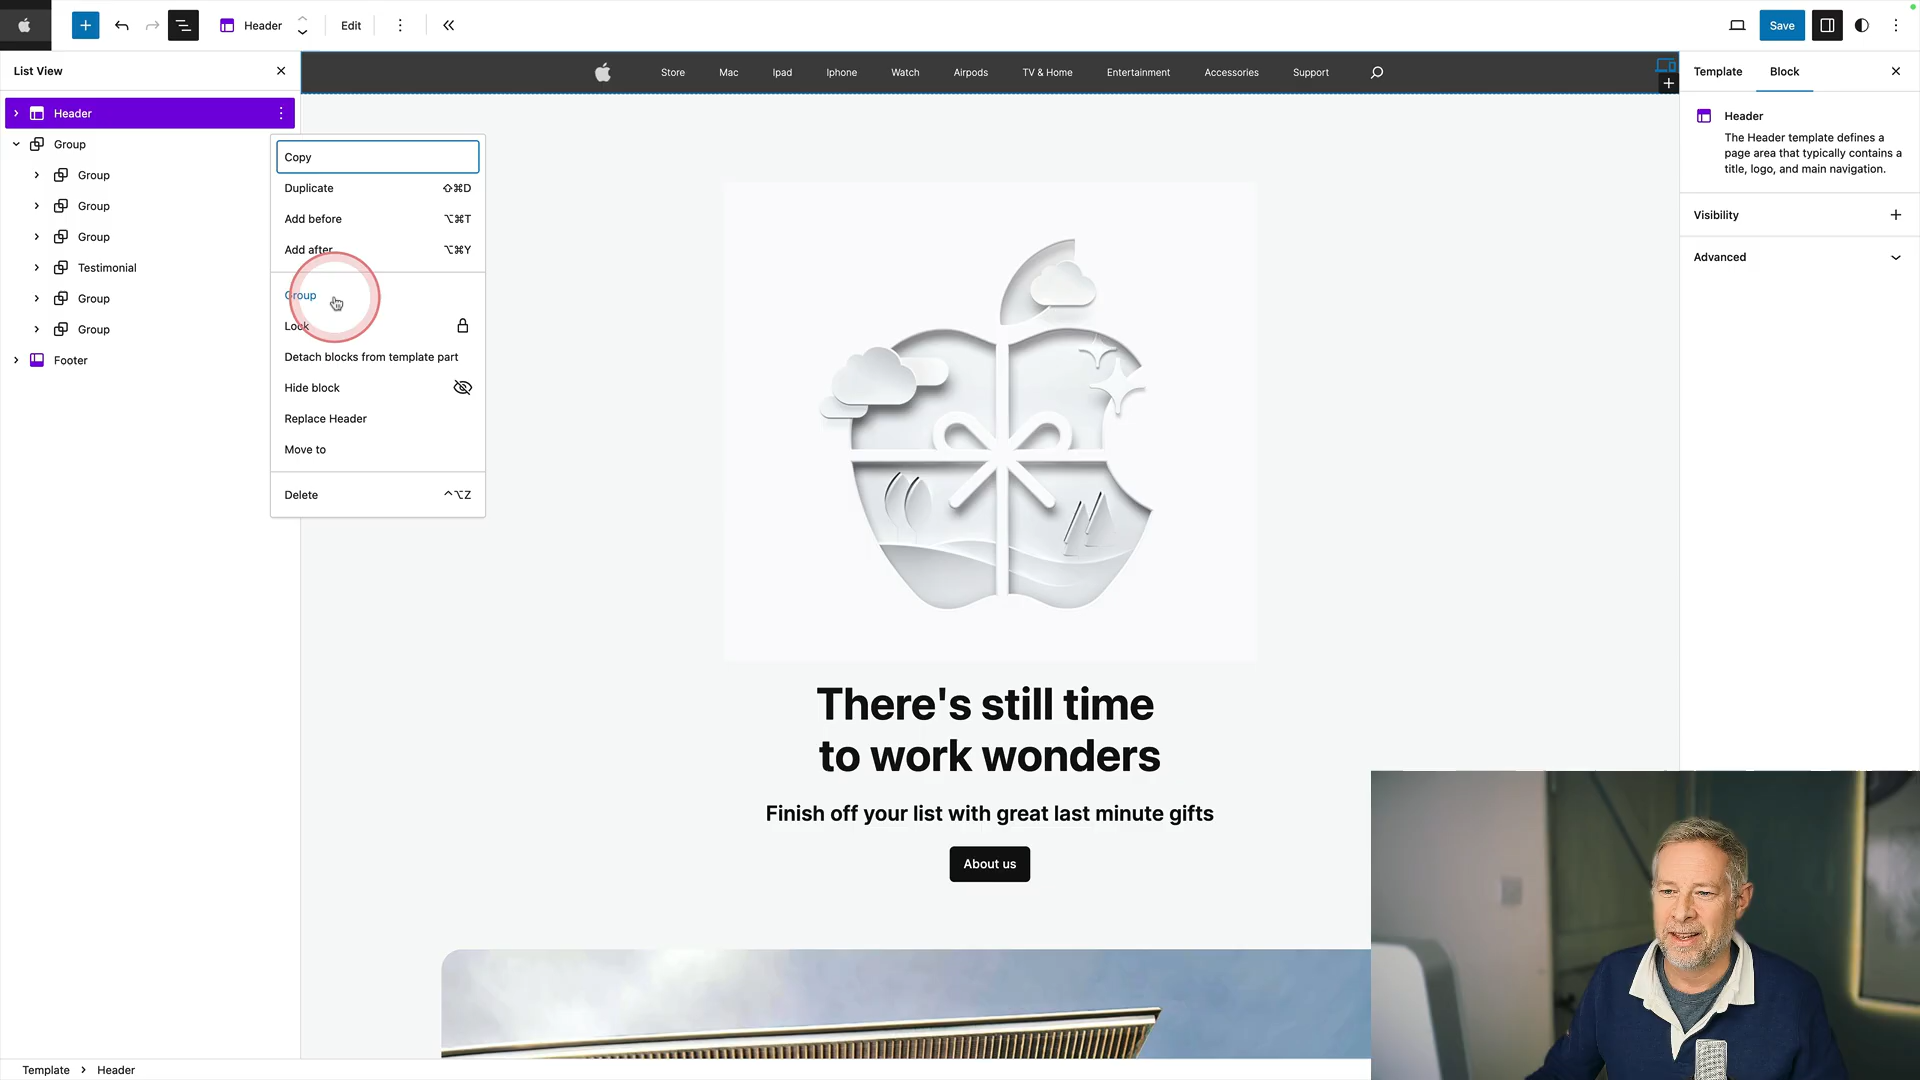 Header
Edit
Save
List View
Store
Mac
Ipad
Iphone
Watch
Airpods
TV & Home
Entertainment
Accessories
Support
Template
Block
Header
Group
Group
Group
Group
Testimonial
Group
Group
Footer
Copy
Duplicate ⇧⌘D
Add before ⌥⌘T
Add after ⌥⌘Y
Group
Lock
Detach blocks from template part
Hide block
Replace Header
Move to
Delete ⌃⌥Z
Header
The Header template defines a
page area that typically contains a
title, logo, and main navigation.
Visibility
Advanced
There's still time
to work wonders
Finish off your list with great last minute gifts
About us
Template > Header